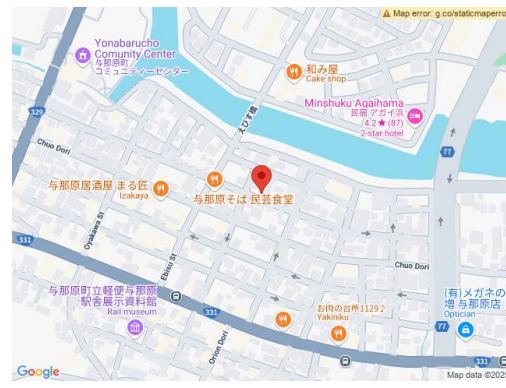 Map error: g.co/staticmaperro
Yonabarucho
Comunity Center
与那原町
コミュニティーセンター
和み屋
Cake shop
Minshuku Agaihama
民宿 アガイ浜
4.2★(87)
2-star hotel
329
えびす橋
77
Chuo Dori
与那原居酒屋 まる匠
Izakaya
与那原そば 民芸食堂
Oyakawa St
331
Ebisu St
Chuo Dori
与那原町立軽便与那原
駅舎展示資料館
Rail museum
331
お肉の台所1129♪
Yakiniku
(有)メガネの
増 与那原店
Optician
77
Orion Dori
331
Google
Map data ©2025